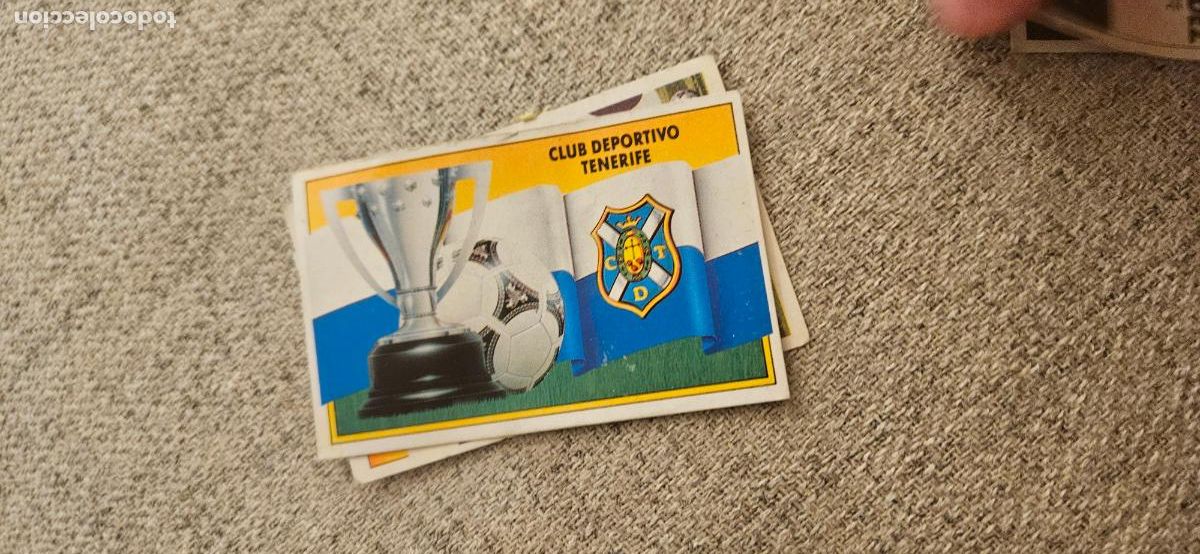 todocoleccion
CLUB DEPORTIVO
TENERIFE
C T
D